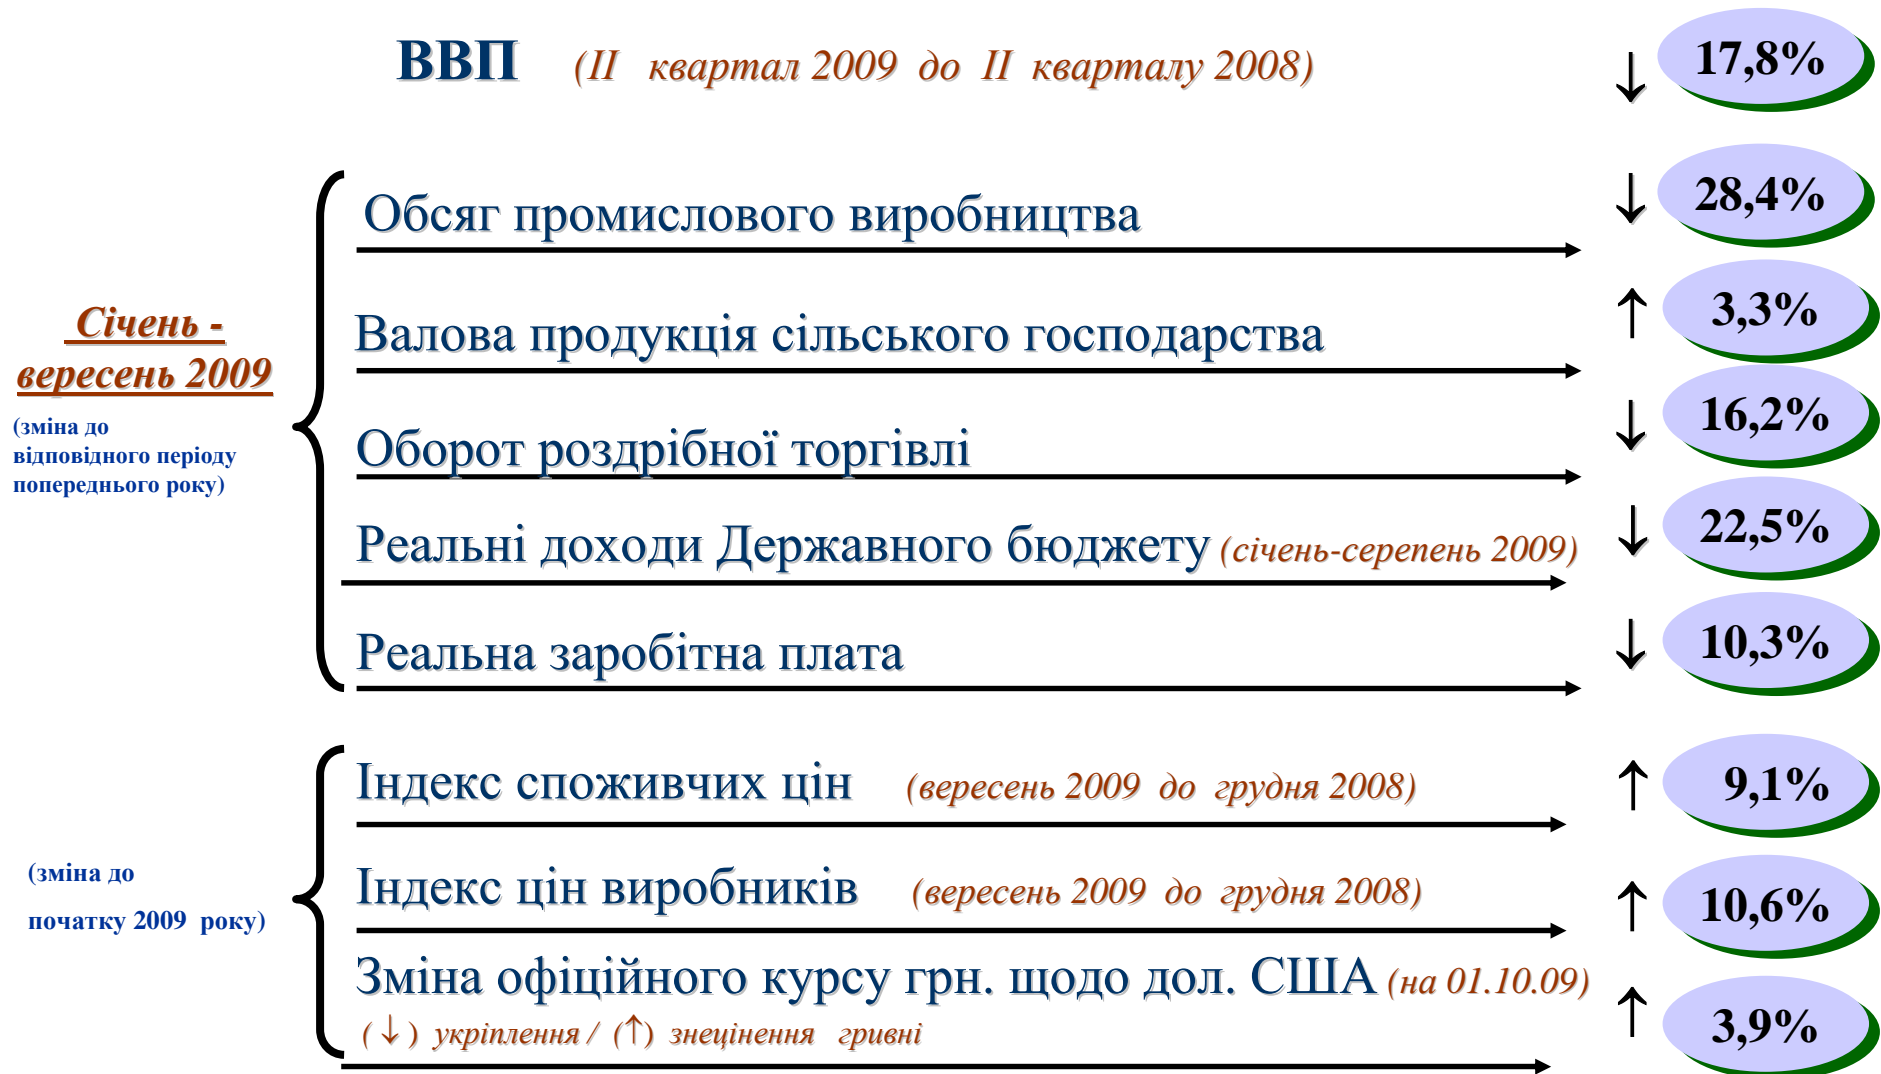 ВВП (II квартал 2009 до II кварталу 2008) ↓ 17,8%
Січень -
вересень 2009
(зміна до
відповідного періоду
попереднього року)
Обсяг промислового виробництва ↓ 28,4%
Валова продукція сільського господарства ↑ 3,3%
Оборот роздрібної торгівлі ↓ 16,2%
Реальні доходи Державного бюджету (січень-серепень 2009) ↓ 22,5%
Реальна заробітна плата ↓ 10,3%
(зміна до
початку 2009 року)
Індекс споживчих цін (вересень 2009 до грудня 2008) ↑ 9,1%
Індекс цін виробників (вересень 2009 до грудня 2008) ↑ 10,6%
Зміна офіційного курсу грн. щодо дол. США (на 01.10.09) ↑ 3,9%
(↓) укріплення / (↑) знецінення гривні